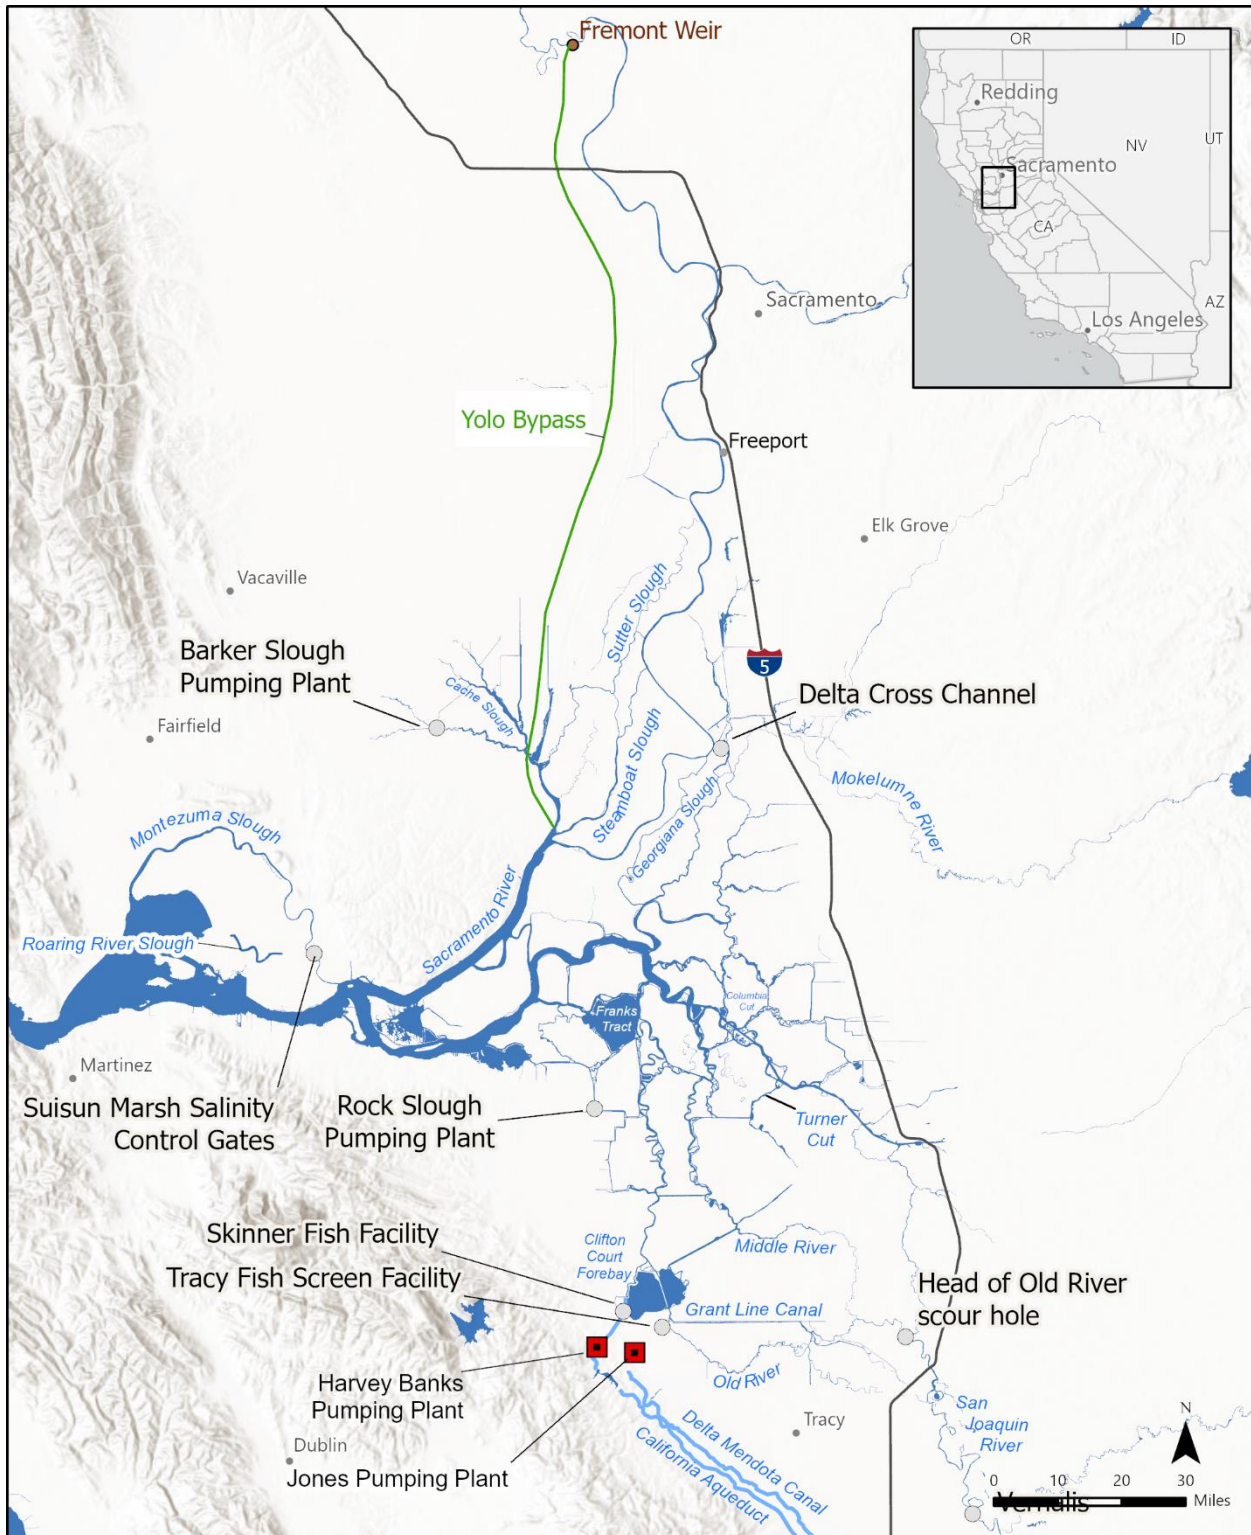 Fremont Weir
OR
ID
Redding
NV
UT
Sacramento
CA
AZ
Los Angeles
Sacramento
Yolo Bypass
Freeport
Elk Grove
Vacaville
Sutter Slough
Barker Slough
Pumping Plant
Cache Slough
5
Delta Cross Channel
Fairfield
Steamboat Slough
Georgiana Slough
Mokelumne
River
Montezuma Slough
Sacramento River
Roaring River Slough
Columbia
Cut
Franks
Tract
Martinez
Suisun Marsh Salinity
Control Gates
Rock Slough
Pumping Plant
Turner
Cut
Skinner Fish Facility
Clifton
Court
Forebay
Middle River
Tracy Fish Screen Facility
Grant Line Canal
Head of Old River
scour hole
Harvey Banks
Pumping Plant
Old River
San
Joaquin
River
Tracy
N
Dublin
Delta Mendota Canal
California Aqueduct
Jones Pumping Plant
0 10 20 30
Miles
Vernalis